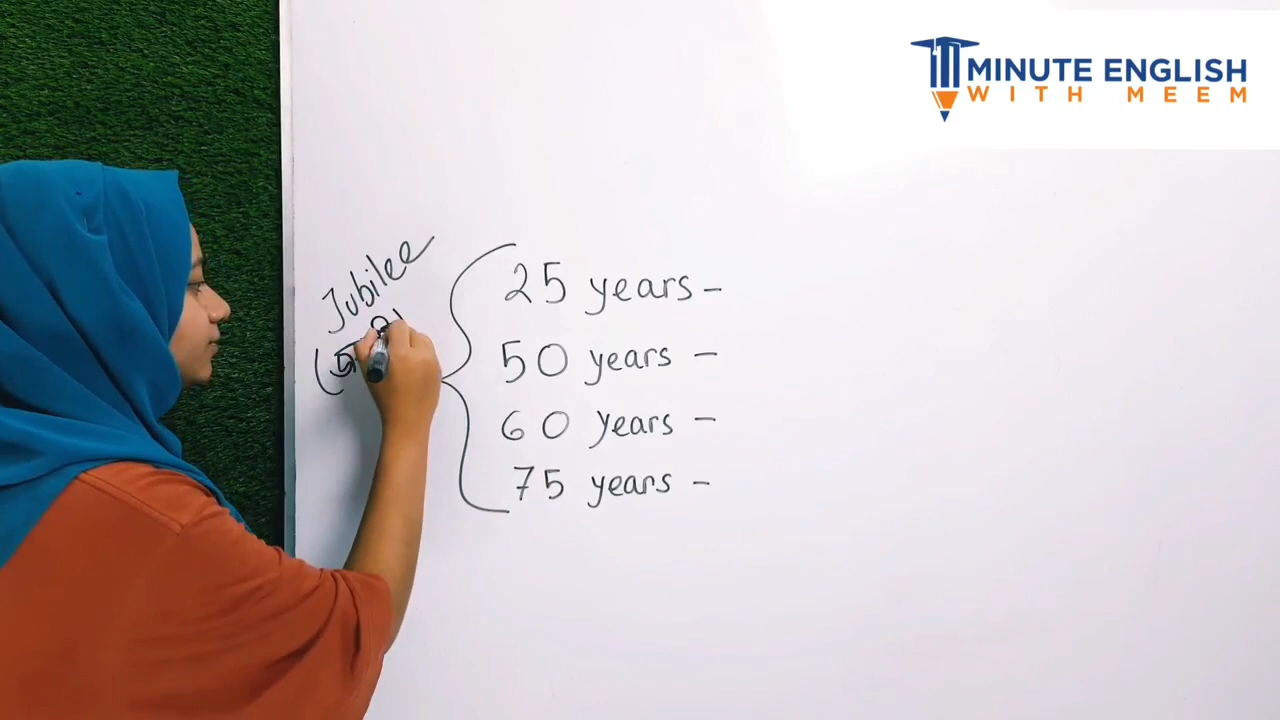 MINUTE ENGLISH
WITH MEEM
Jubilee
25 years -
50 years -
60 years -
75 years -